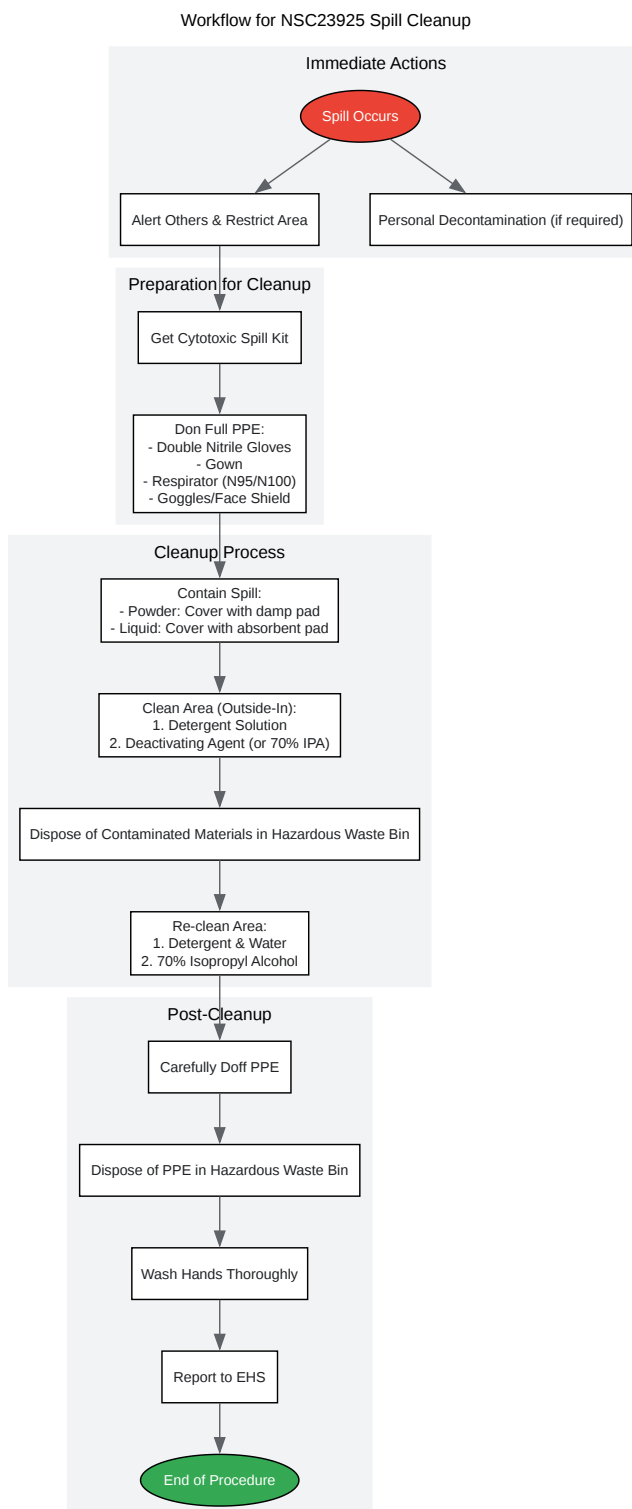 Workflow for NSC23925 Spill Cleanup
Immediate Actions
Spill Occurs
Alert Others & Restrict Area
Personal Decontamination (if required)
Preparation for Cleanup
Get Cytotoxic Spill Kit
Don Full PPE:
- Double Nitrile Gloves
- Gown
- Respirator (N95/N100)
- Goggles/Face Shield
Cleanup Process
Contain Spill:
- Powder: Cover with damp pad
- Liquid: Cover with absorbent pad
Clean Area (Outside-In):
1. Detergent Solution
2. Deactivating Agent (or 70% IPA)
Dispose of Contaminated Materials in Hazardous Waste Bin
Re-clean Area:
1. Detergent & Water
2. 70% Isopropyl Alcohol
Post-Cleanup
Carefully Doff PPE
Dispose of PPE in Hazardous Waste Bin
Wash Hands Thoroughly
Report to EHS
End of Procedure